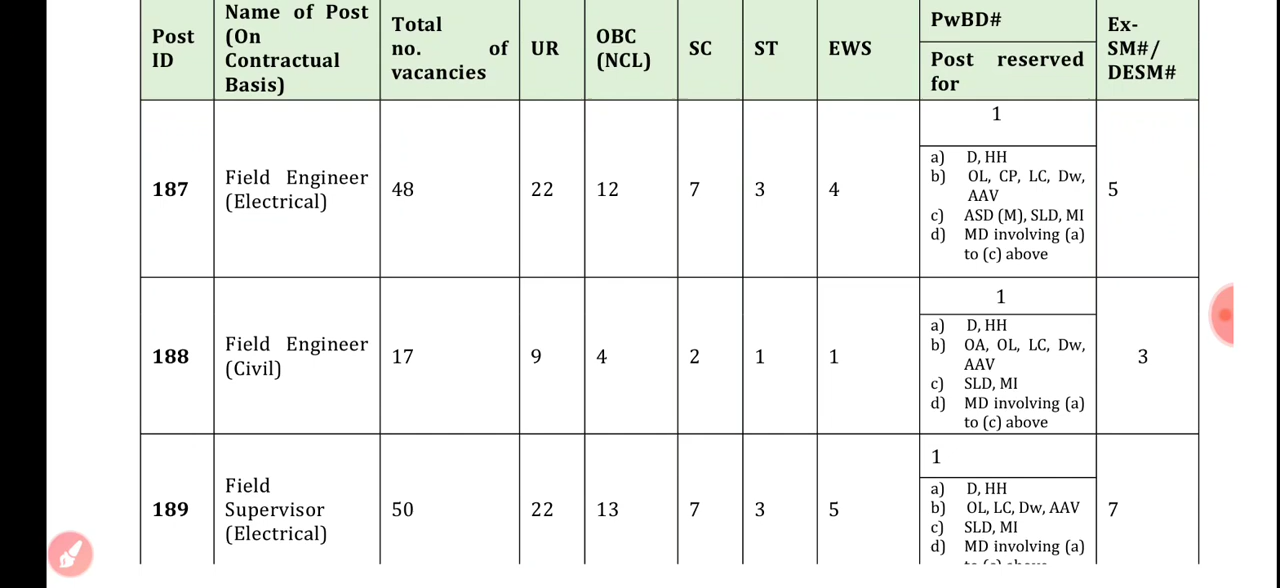 Post ID
Name of Post (On Contractual Basis)
Total no. of vacancies
UR
OBC (NCL)
SC
ST
EWS
PwBD#
Post reserved for
Ex-SM#/ DESM#
187
Field Engineer
(Electrical)
48
22
12
7
3
4
1
a) D, HH
b) OL, CP, LC, Dw,
AAV
c) ASD (M), SLD, MI
d) MD involving (a)
to (c) above
5
188
Field Engineer
(Civil)
17
9
4
2
1
1
1
a) D, HH
b) OA, OL, LC, Dw,
AAV
c) SLD, MI
d) MD involving (a)
to (c) above
3
189
Field
Supervisor
(Electrical)
50
22
13
7
3
5
1
a) D, HH
b) OL, LC, Dw, AAV
c) SLD, MI
d) MD involving (a)
7